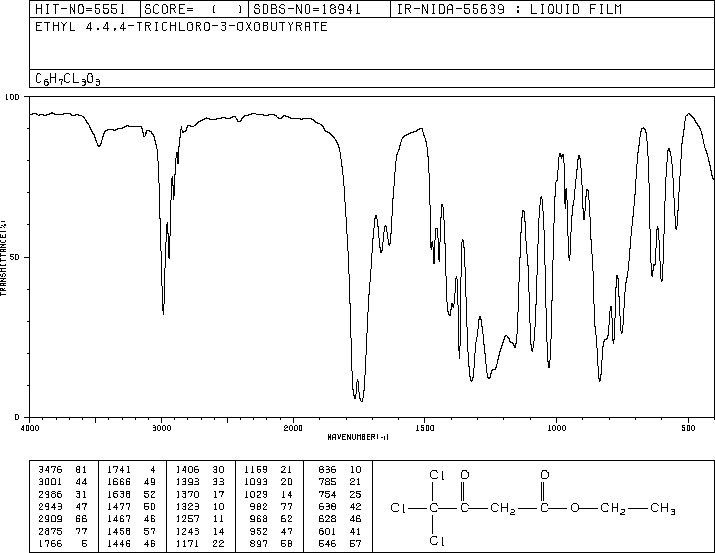 HIT-NO=5551 SCORE= ( ) SDBS-NO=18941 IR-NIDA-55639 : LIQUID FILM
ETHYL 4,4,4-TRICHLORO-3-OXOBUTYRATE
C6H7CL3O3
100
50
0
TRANSMITTANCE(%)
4000 3000 2000 1500 1000 500
WAVENUMBER(-1)
3476 81 1741 4 1406 30 1159 21 836 10
3001 44 1666 49 1393 33 1093 20 785 21
2986 31 1638 52 1370 17 1029 14 754 25
2943 47 1477 50 1323 10 982 77 638 42
2909 66 1467 46 1257 11 968 62 628 46
2875 77 1458 57 1245 14 952 47 601 41
1766 5 1446 46 1171 22 897 58 546 57
Cl O O
Cl C C CH2 C O CH2 CH3
Cl